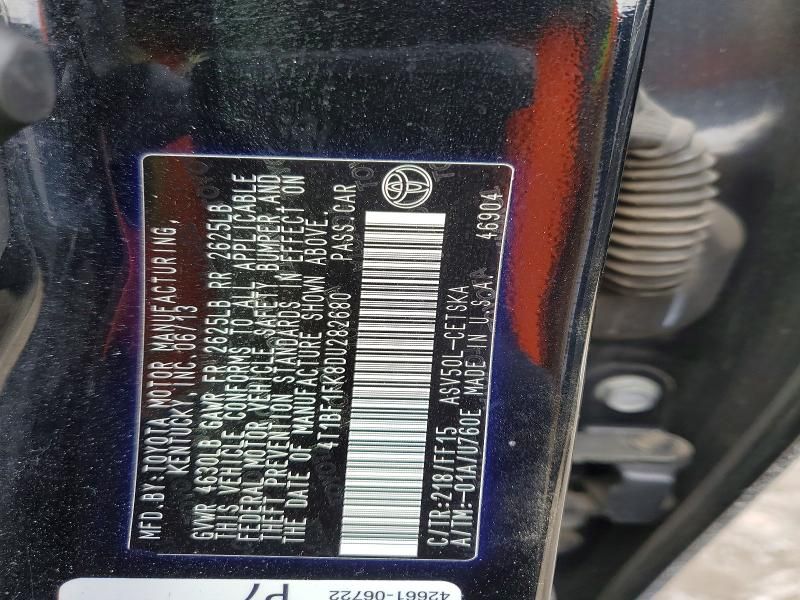 MFD.BY:TOYOTA MOTOR MANUFACTURING,
KENTUCKY, INC.06/13
GVWR 4630LB GAWR FR 2625LB RR 2625LB
THIS VEHICLE CONFORMS TO ALL APPLICABLE
FEDERAL MOTOR VEHICLE SAFETY, BUMPER, AND
THEFT PREVENTION STANDARDS IN EFFECT ON
THE DATE OF MANUFACTURE SHOWN ABOVE.
4T1BF1FK8DU282680 PASS CAR
C/TR:218/FF15 ASV50L-CETSKA
A/TM:-01A/U760E MADE IN U.S.A. 46904
42661-06722